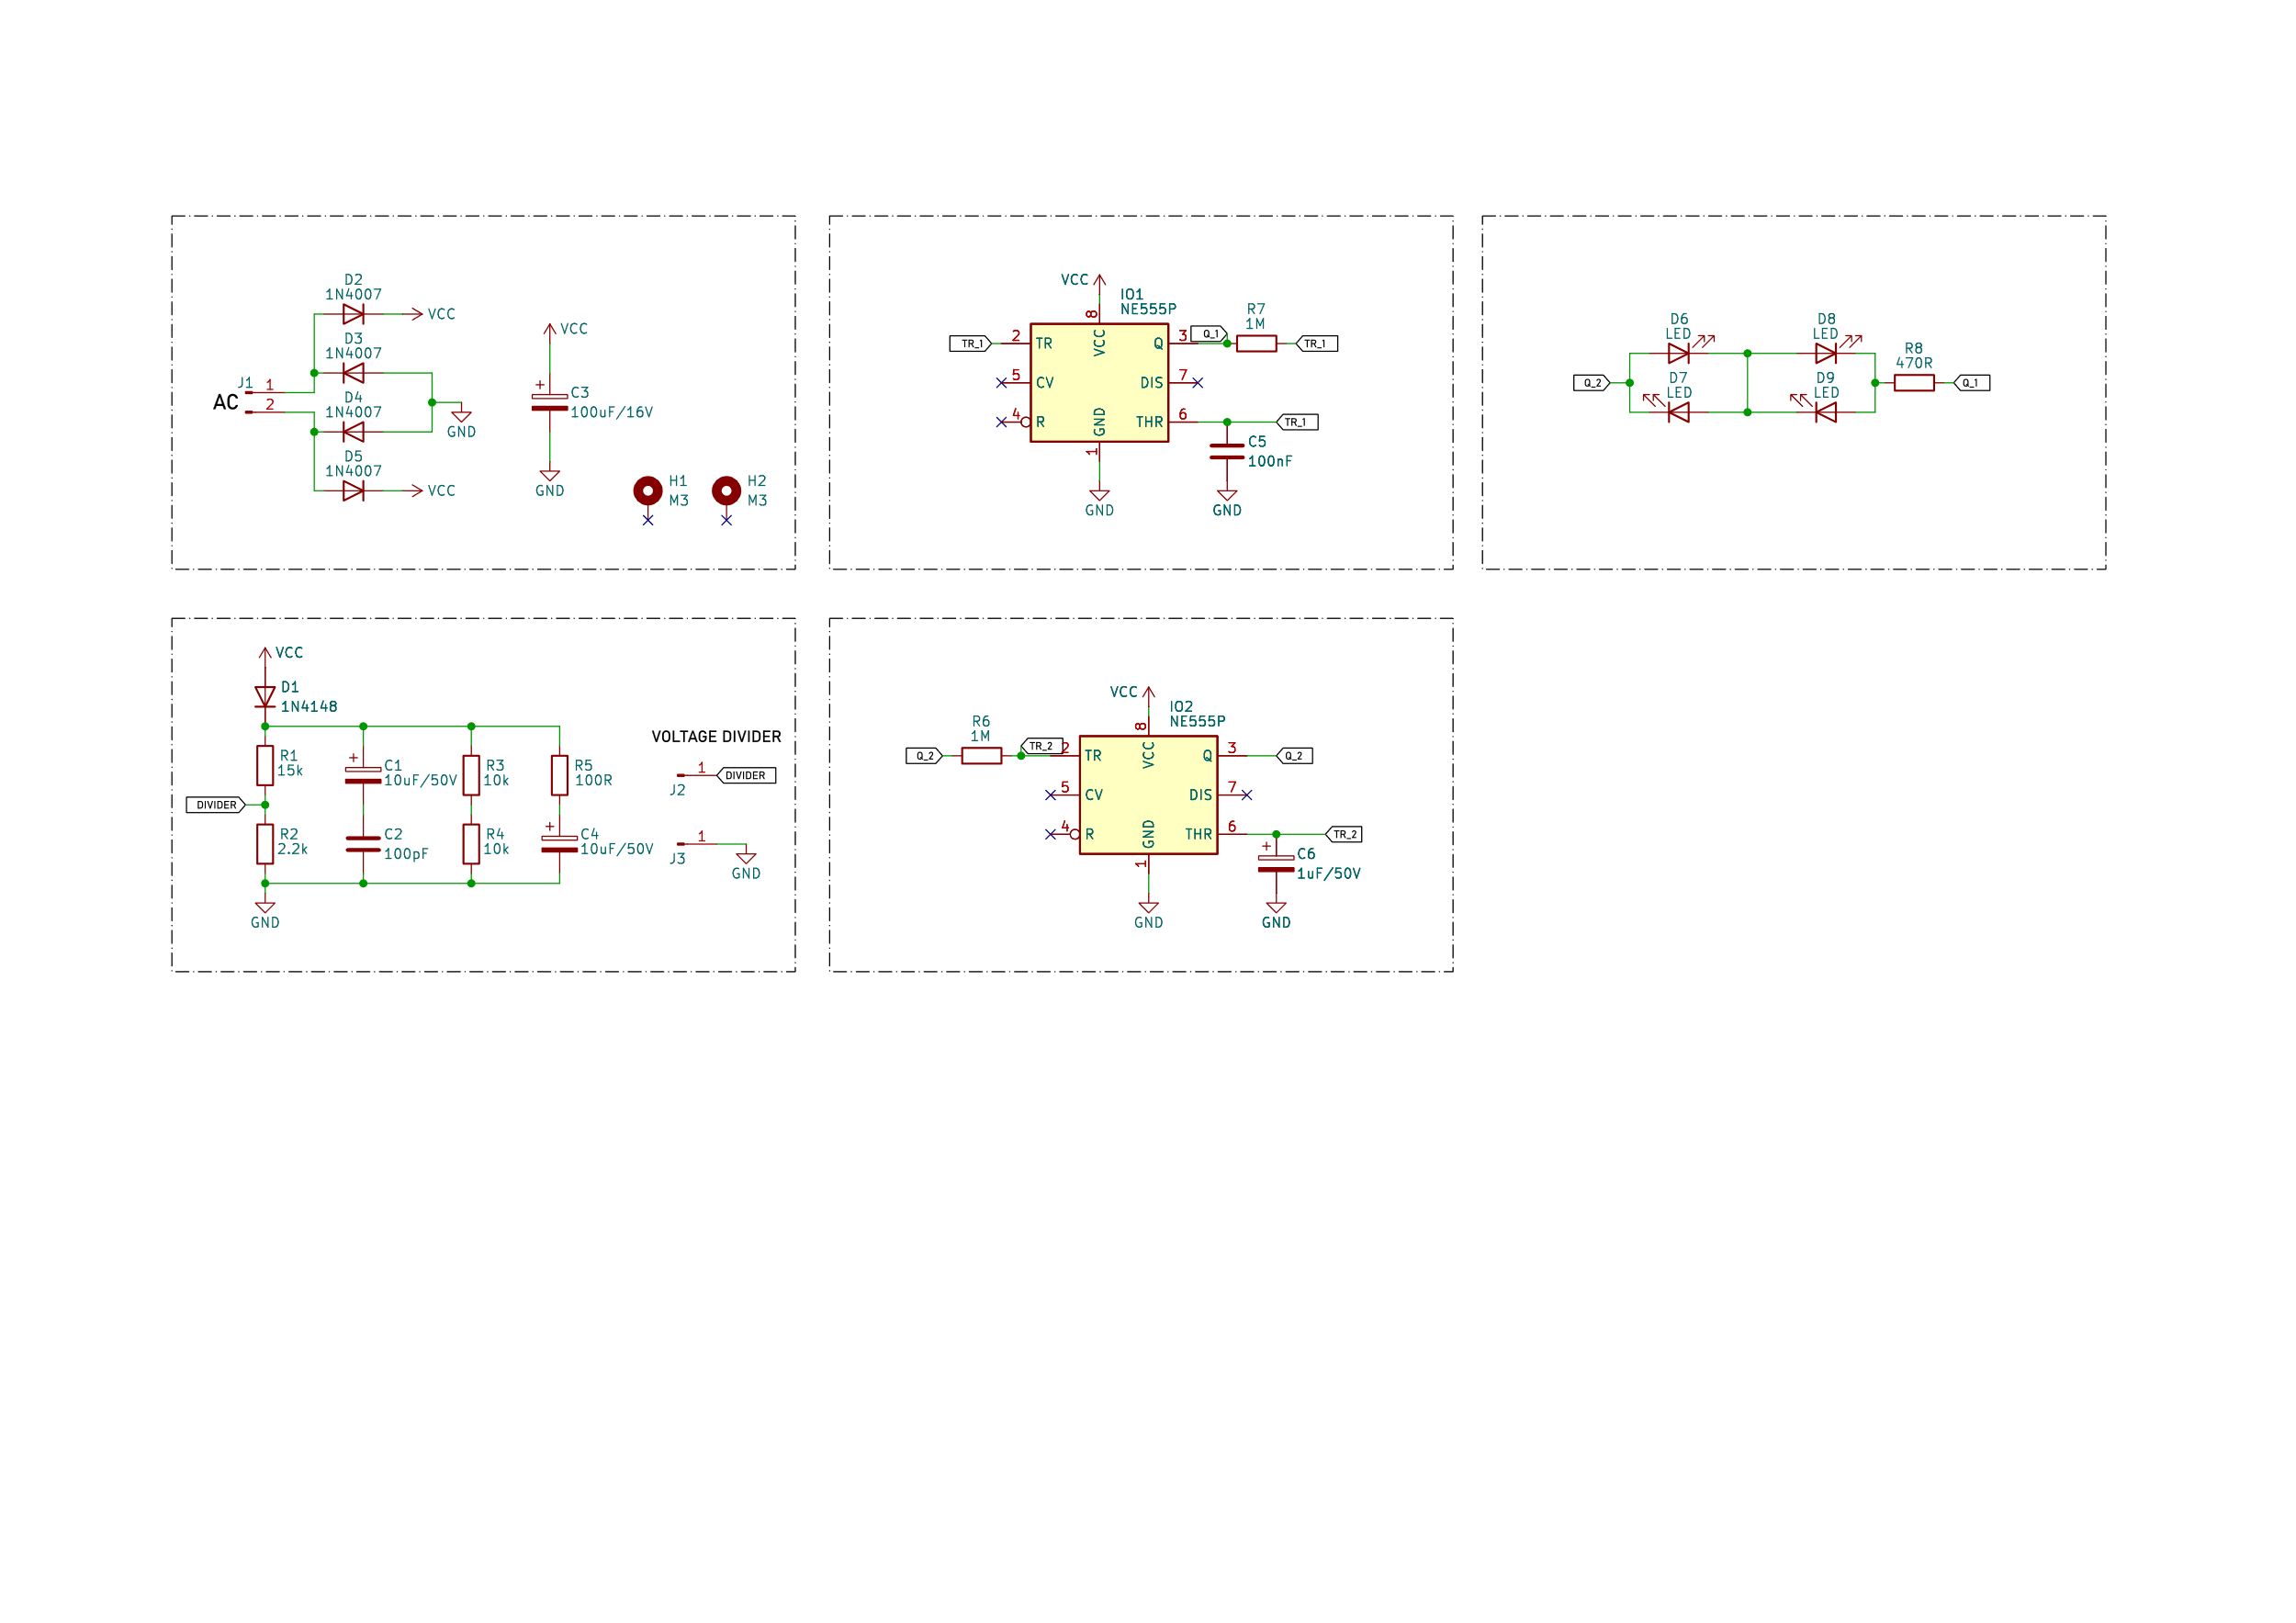 D2
1N4007
VCC
D3
1N4007
J1
1
2
AC
D4
1N4007
GND
D5
1N4007
VCC
VCC
+
C3
100uF/16V
GND
H1
M3
H2
M3
VCC
IO1
NE555P
8
TR_1
2
TR
VCC
Q
3
Q_1
R7
1M
TR_1
5
CV
DIS
7
4
R
GND
THR
6
TR_1
1
C5
100nF
GND
GND
D6
LED
D8
LED
R8
470R
Q_2
Q_1
D7
LED
D9
LED
VCC
D1
1N4148
R1
15k
+
C1
10uF/50V
R3
10k
R5
100R
DIVIDER
R2
2.2k
C2
100pF
R4
10k
+
C4
10uF/50V
GND
VOLTAGE DIVIDER
1
DIVIDER
J2
1
J3
GND
VCC
IO2
NE555P
8
R6
1M
Q_2
TR_2
2
TR
VCC
Q
3
Q_2
5
CV
DIS
7
4
R
GND
THR
6
TR_2
1
+
C6
1uF/50V
GND
GND